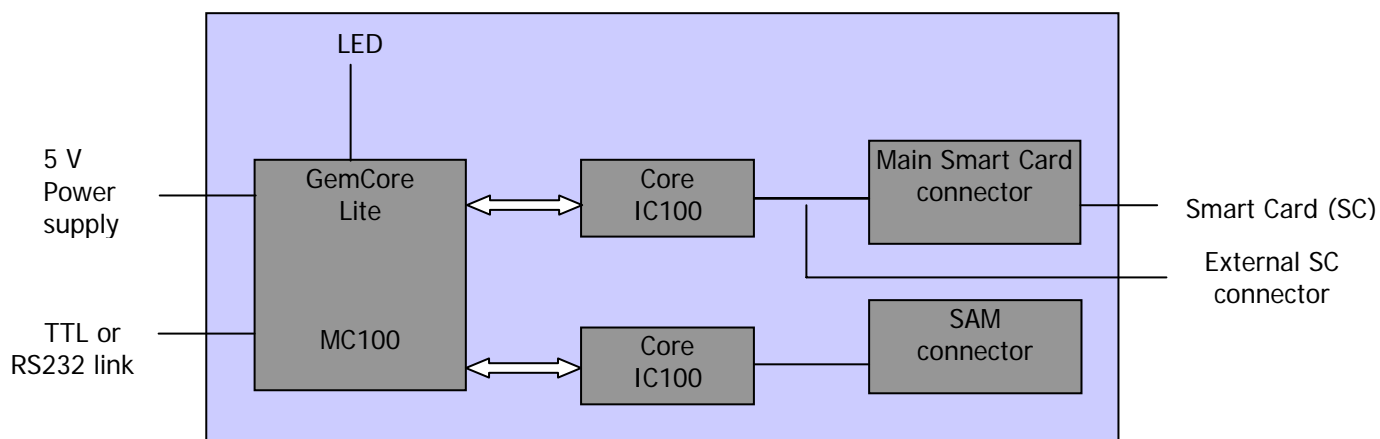 LED
5 V
Power
supply
GemCore
Lite
MC100
TTL or
RS232 link
Core
IC100
Main Smart Card
connector
Smart Card (SC)
External SC
connector
Core
IC100
SAM
connector